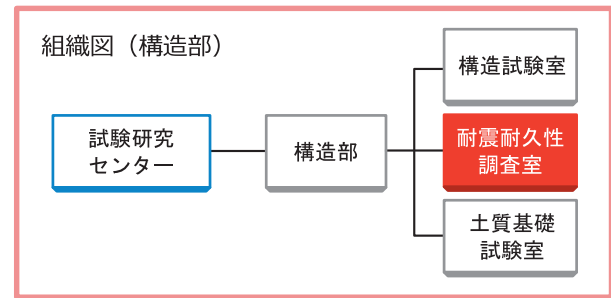 組織図（構造部）
試験研究
センター
構造部
構造試験室
耐震耐久性
調査室
土質基礎
試験室